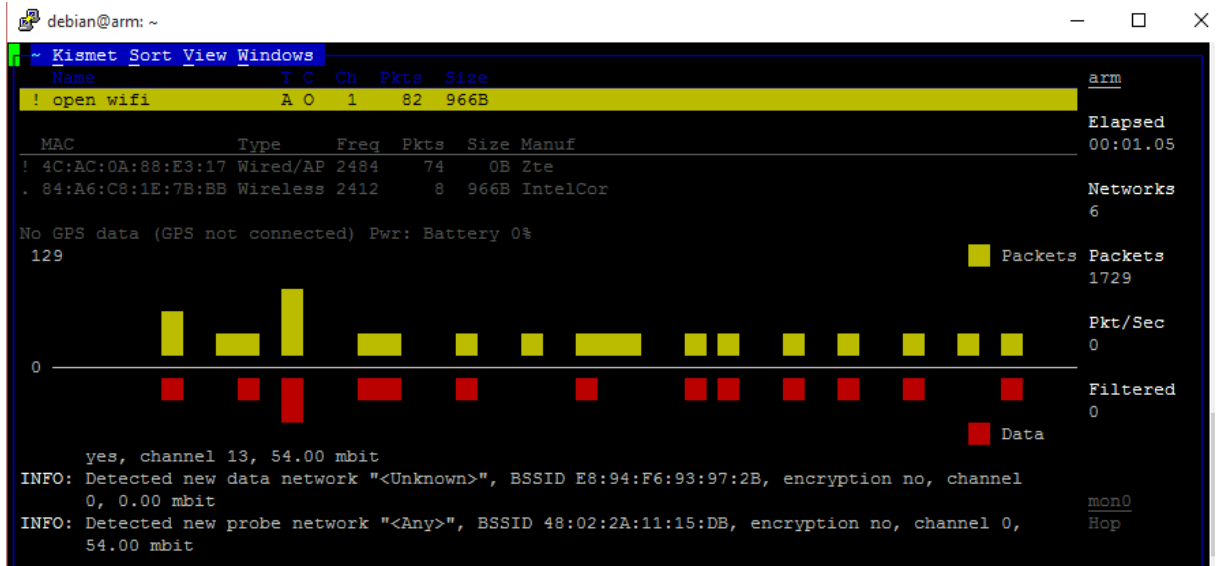 debian@arm: ~
~ Kismet Sort View Windows
Name T C Ch Pkts Size
! open wifi A O 1 82 966B
arm
Elapsed
00:01.05
MAC Type Freq Pkts Size Manuf
! 4C:AC:0A:88:E3:17 Wired/AP 2484 74 0B Zte
. 84:A6:C8:1E:7B:BB Wireless 2412 8 966B IntelCor
Networks
6
No GPS data (GPS not connected) Pwr: Battery 0%
129
Packets
Packets
1729
Pkt/Sec
0
0
Filtered
0
Data
yes, channel 13, 54.00 mbit
INFO: Detected new data network "<Unknown>", BSSID E8:94:F6:93:97:2B, encryption no, channel
0, 0.00 mbit
INFO: Detected new probe network "<Any>", BSSID 48:02:2A:11:15:DB, encryption no, channel 0,
54.00 mbit
mon0
Hop